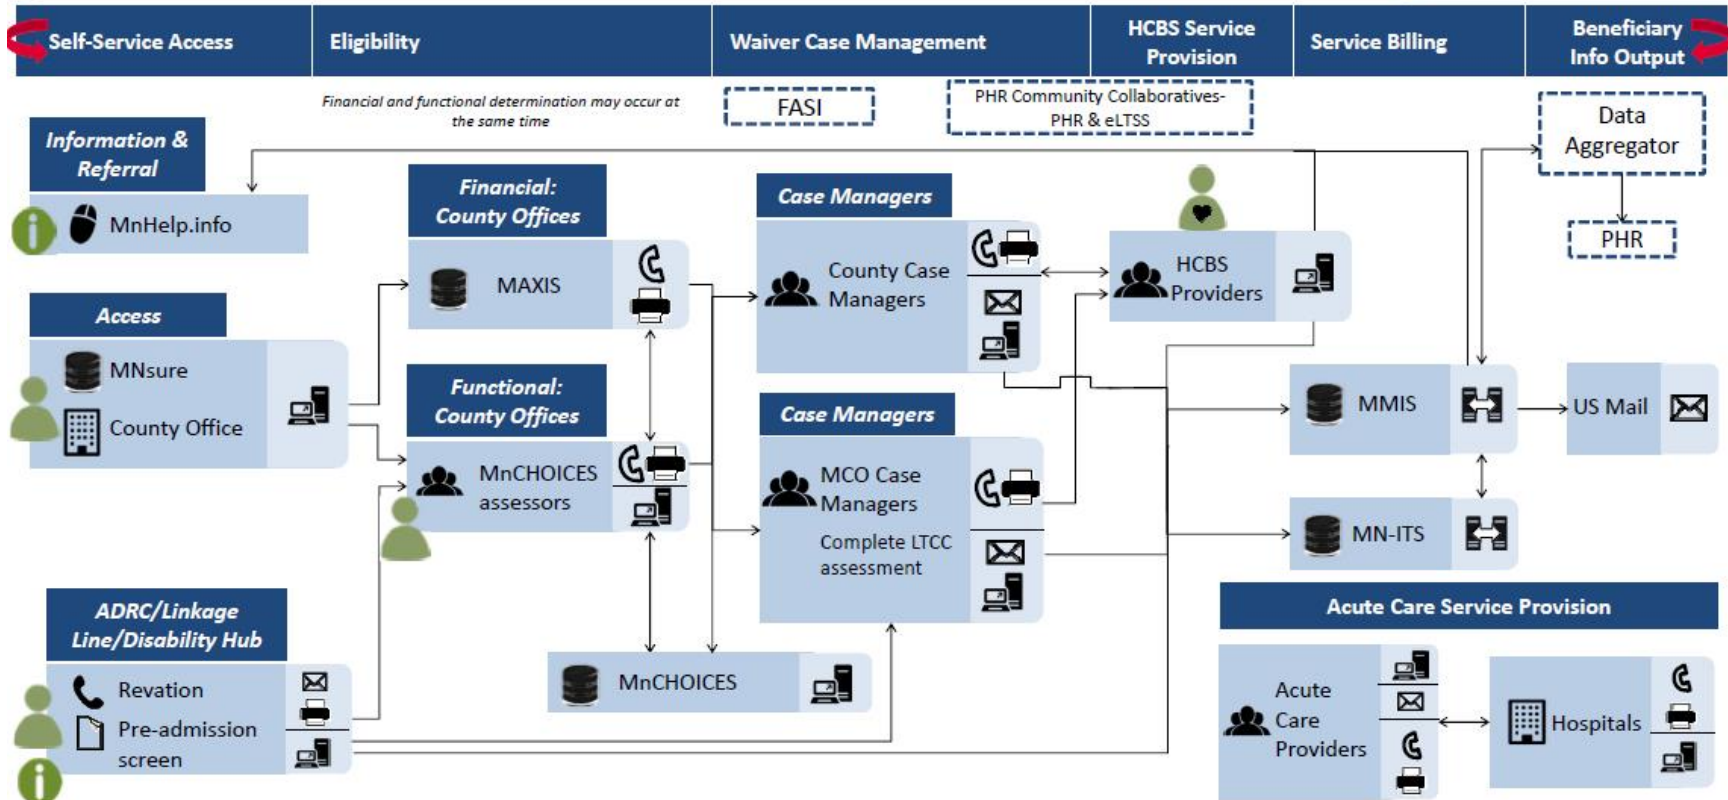 Self-Service Access
Eligibility
Waiver Case Management
HCBS Service
Provision
Service Billing
Beneficiary
Info Output
Financial and functional determination may occur at
the same time
FASI
PHR Community Collaboratives-
PHR & eLTSS
Data
Aggregator
PHR
Information &
Referral
MnHelp.info
Financial:
County Offices
MAXIS
Case Managers
County Case
Managers
HCBS
Providers
Access
MNsure
County Office
Functional:
County Offices
MnCHOICES
assessors
Case Managers
MCO Case
Managers
Complete LTCC
assessment
MMIS
US Mail
MN-ITS
ADRC/Linkage
Line/Disability Hub
Revation
Pre-admission
screen
MnCHOICES
Acute Care Service Provision
Acute
Care
Providers
Hospitals